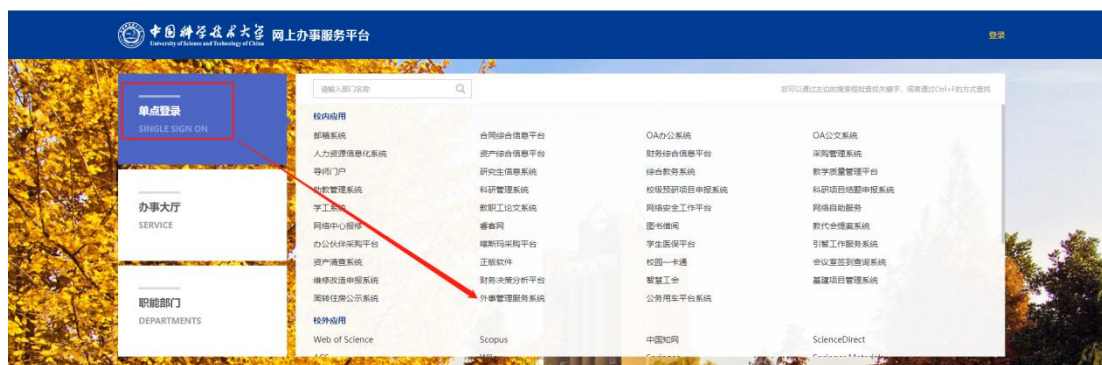 中国科学技术大学 网上办事服务平台
University of Science and Technology of China
登录
单点登录
SINGLE SIGN ON
办事大厅
SERVICE
职能部门
DEPARTMENTS
请输入部门名称
您可以通过左边的搜索框检查找关键字，或者通过Ctrl+F的方式查找
校内应用
邮箱系统 合同综合信息平台 OA办公系统 OA公文系统
人力资源信息化系统 资产综合信息平台 财务综合信息平台 采购管理系统
导师门户 研究生信息系统 综合教务系统 教学质量管理平台
助教管理系统 科研管理系统 校级预研项目申报系统 科研项目结题申报系统
学工系统 教职工论文系统 网络安全工作平台 网络自助服务
网络中心报修 睿客网 图书借阅 教代会提案系统
办公伙伴采购平台 喀斯玛采购平台 学生医保平台 引智工作服务系统
资产清查系统 正版软件 校园一卡通 会议室签到查询系统
维修改造申报系统 财务决策分析平台 智慧工会 基建项目管理系统
周转住房公示系统 外事管理服务系统 公务用车平台系统
校外应用
Web of Science Scopus 中国知网 ScienceDirect